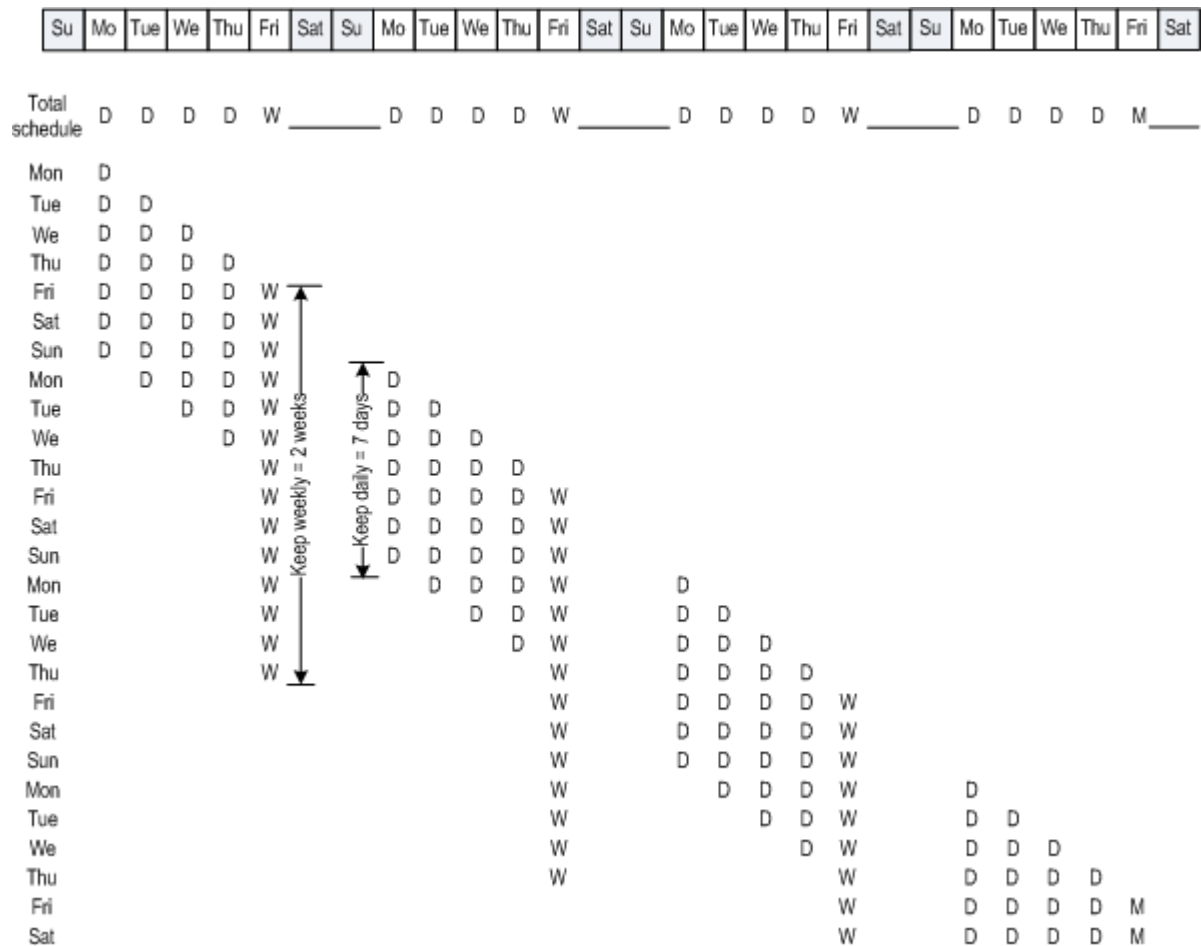 Su Mo Tue We Thu Fri Sat Su Mo Tue We Thu Fri Sat Su Mo Tue We Thu Fri Sat Su Mo Tue We Thu Fri Sat
Total schedule D D D D W D D D D W D D D D W D D D D M
Mon D
Tue D D
We D D D
Thu D D D D
Fri D D D D W
Sat D D D D W
Sun D D D D W
Mon D D D W D
Tue D D W D D
We D W D D D
Thu W D D D D
Fri W D D D D W
Sat W D D D D W
Sun W D D D D W
Mon W D D D W D
Tue W D D W D D
We W D W D D D
Thu W W D D D D
Fri W D D D D W
Sat W D D D D W
Sun W D D D D W
Mon W D D D W D
Tue W D D W D D
We W D W D D D
Thu W W D D D D
Fri W D D D D M
Sat W D D D D M
Keep weekly = 2 weeks
Keep daily = 7 days